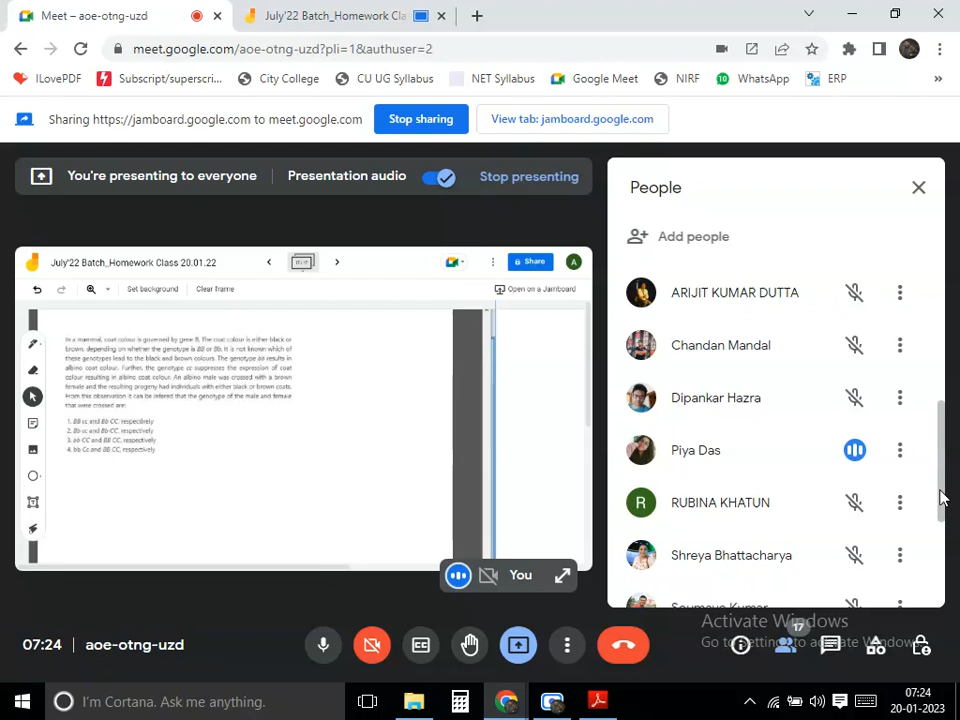 Meet – aoe-otng-uzd
July'22 Batch_Homework Cla
meet.google.com/aoe-otng-uzd?pli=1&authuser=2
ILovePDF
Subscript/superscri...
City College
CU UG Syllabus
NET Syllabus
Google Meet
NIRF
10
WhatsApp
ERP
»
Sharing https://jamboard.google.com to meet.google.com
Stop sharing
View tab: jamboard.google.com
You're presenting to everyone
Presentation audio
Stop presenting
July'22 Batch_Homework Class 20.01.22
Share
A
Set background
Clear frame
Open on a Jamboard
In a mammal, coat colour is governed by gene B. The coat colour is either black or
brown, depending on whether the genotype is BB or Bb. It is not known which of
these genotypes lead to the black and brown colours. The genotype bb results in
albino coat colour. Further, the genotype cc suppresses the expression of coat
colour resulting in albino coat colour. An albino male was crossed with a brown
female and the resulting progeny had individuals with either black or brown coats.
From this observation it can be infered that the genotype of the male and female
that were crossed are:
1. BB cc and Bb CC, respectively
2. Bb cc and Bb CC, respectively
3. bb CC and BB CC, respectively
4. bb Cc and BB CC, respectively
You
People
Add people
ARIJIT KUMAR DUTTA
Chandan Mandal
Dipankar Hazra
Piya Das
R
RUBINA KHATUN
Shreya Bhattacharya
Soumava Kumar
Activate Windows
Go to Settings to activate Windows.
07:24
aoe-otng-uzd
17
I'm Cortana. Ask me anything.
07:24
20-01-2023